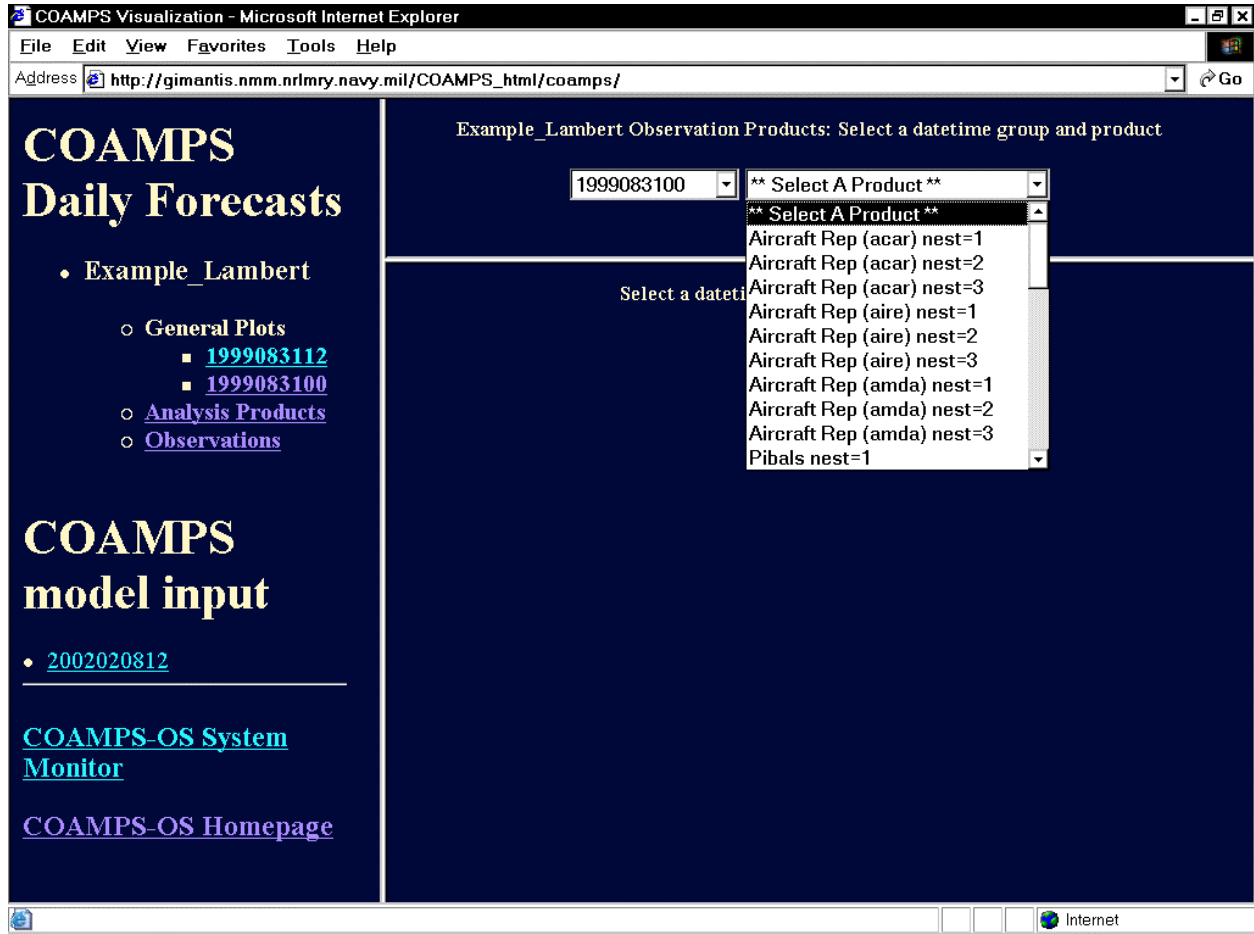 COAMPS Visualization - Microsoft Internet Explorer
File Edit View Favorites Tools Help
Address http://gimantis.nmm.nrlmry.navy.mil/COAMPS_html/coamps/ Go
COAMPS
Daily Forecasts
• Example_Lambert
General Plots
1999083112
1999083100
Analysis Products
Observations
COAMPS
model input
• 2002020812
COAMPS-OS System
Monitor
COAMPS-OS Homepage
Example_Lambert Observation Products: Select a datetime group and product
1999083100 ** Select A Product **
** Select A Product **
Aircraft Rep (acar) nest=1
Aircraft Rep (acar) nest=2
Aircraft Rep (acar) nest=3
Aircraft Rep (aire) nest=1
Aircraft Rep (aire) nest=2
Aircraft Rep (aire) nest=3
Aircraft Rep (amda) nest=1
Aircraft Rep (amda) nest=2
Aircraft Rep (amda) nest=3
Pibals nest=1
Select a dateti
Internet